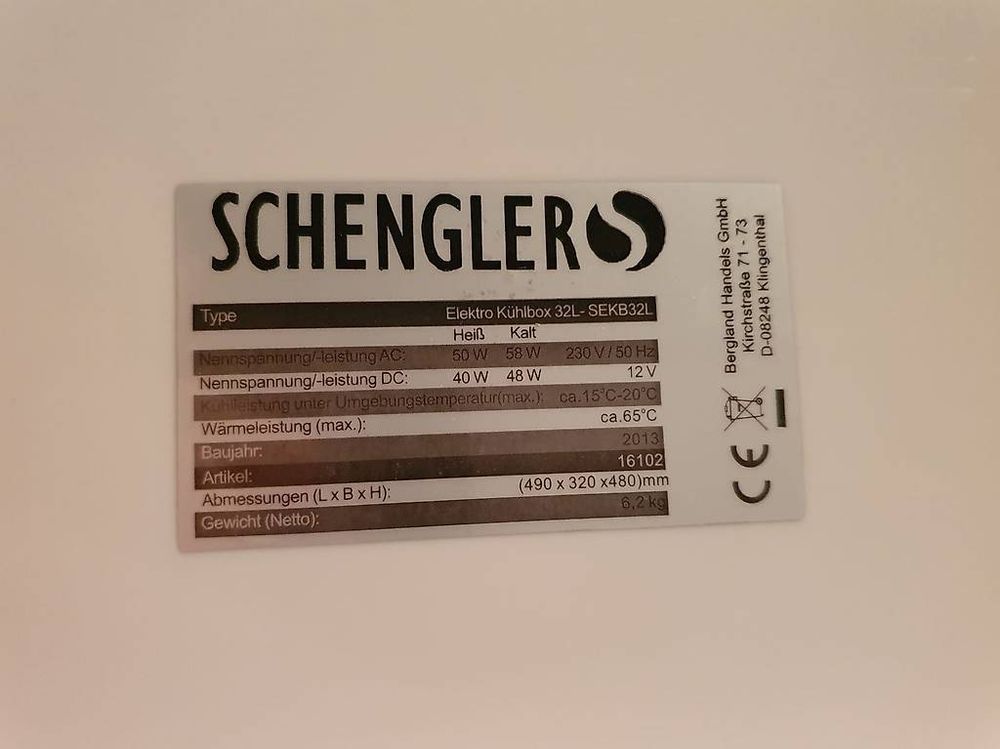 SCHENGLER
Type Elektro Kühlbox 32L- SEKB32L
Heiß Kalt
Nennspannung/-leistung AC: 50 W 58 W 230 V / 50 Hz
Nennspannung/-leistung DC: 40 W 48 W 12 V
Kühlleistung unter Umgebungstemperatur(max.): ca.15°C-20°C
Wärmeleistung (max.): ca.65°C
Baujahr: 2013
Artikel: 16102
Abmessungen (L x B x H): (490 x 320 x480)mm
Gewicht (Netto): 6,2 kg
Bergland Handels GmbH
Kirchstraße 71 - 73
D-08248 Klingenthal
CE